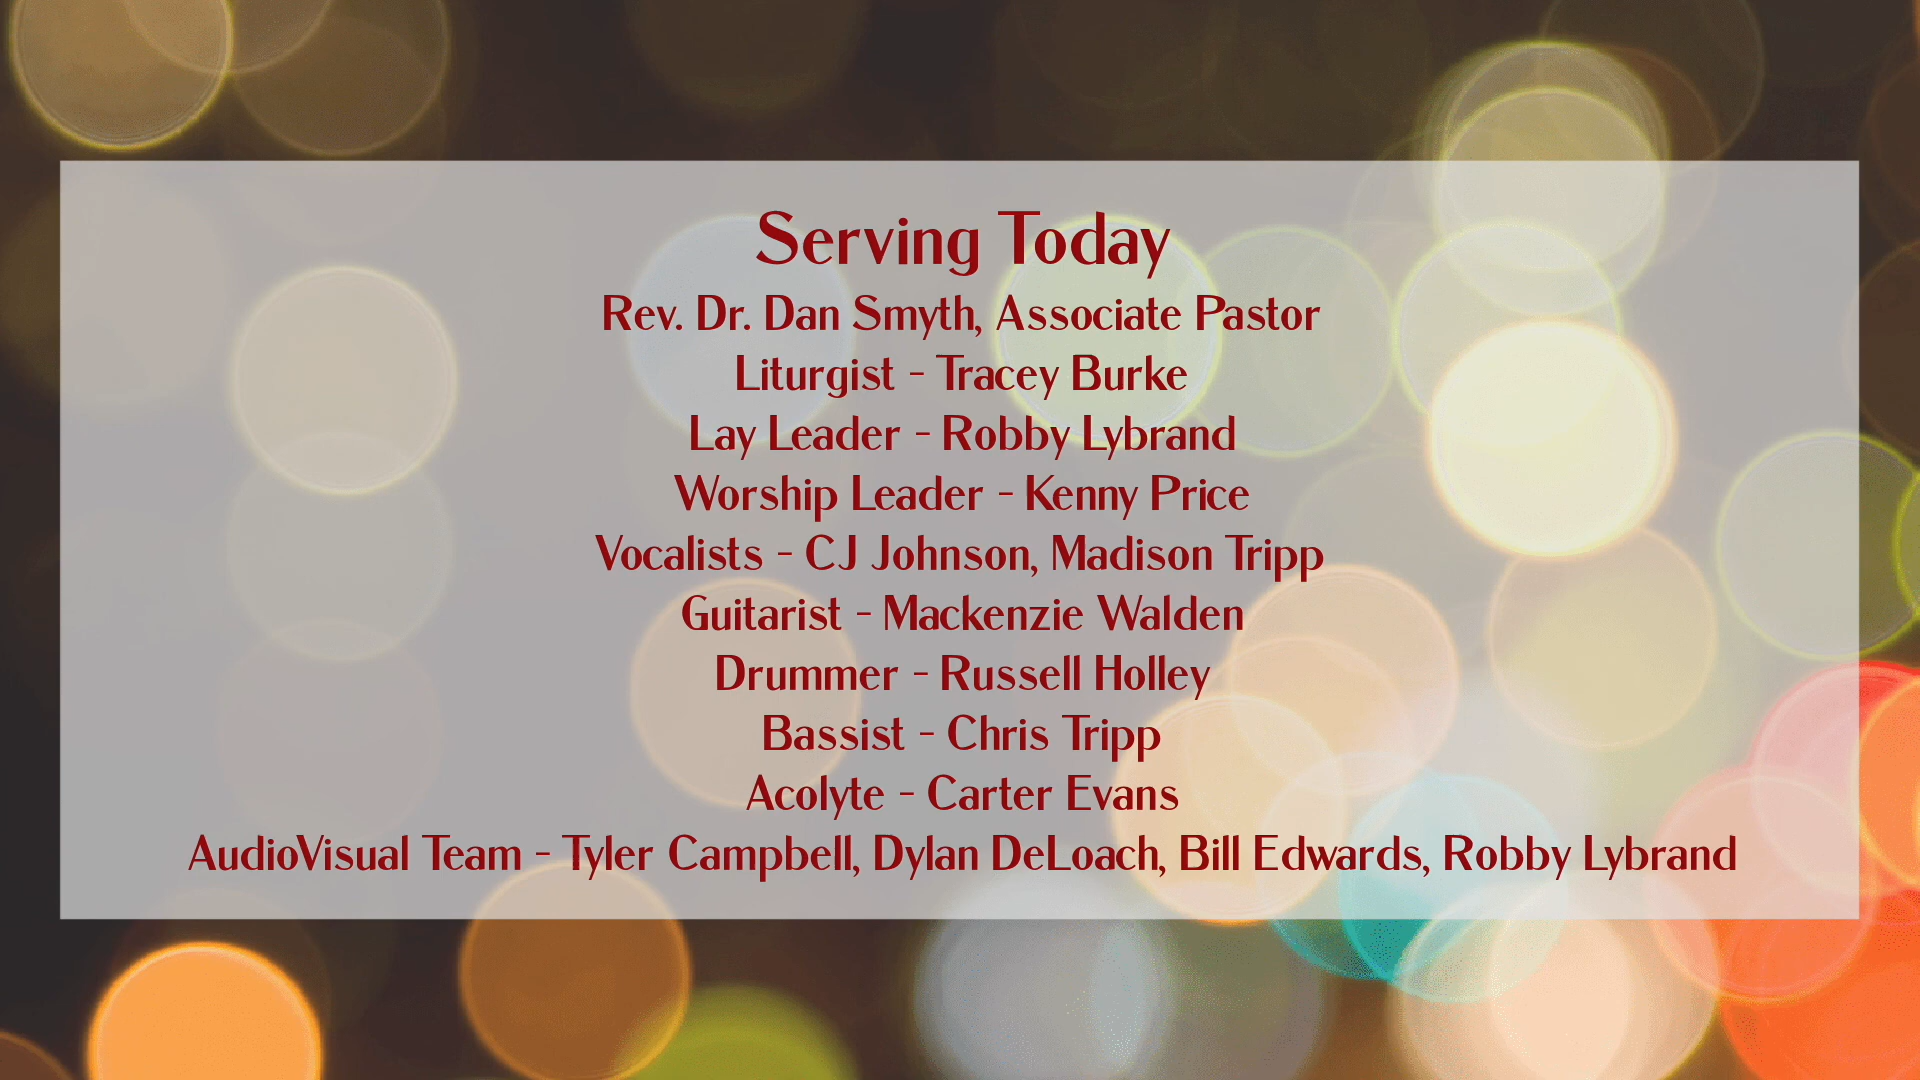 Serving Today
Rev. Dr. Dan Smyth, Associate Pastor
Liturgist - Tracey Burke
Lay Leader - Robby Lybrand
Worship Leader - Kenny Price
Vocalists - CJ Johnson, Madison Tripp
Guitarist - Mackenzie Walden
Drummer - Russell Holley
Bassist - Chris Tripp
Acolyte - Carter Evans
AudioVisual Team - Tyler Campbell, Dylan DeLoach, Bill Edwards, Robby Lybrand